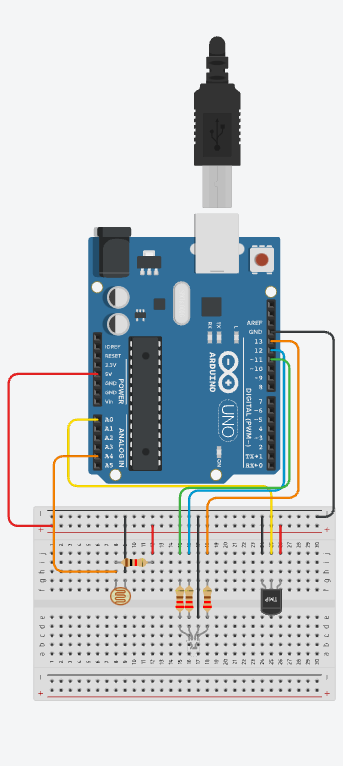 AREF
GND
IOREF
RESET
3.3V
5V
GND
GND
Vin
POWER
A0
A1
A2
A3
A4
A5
ANALOG IN
RX
TX
L
ARDUINO
UNO
ON
13
12
~11
~10
~9
8
7
~6
~5
4
~3
2
TX→1
RX←0
DIGITAL (PWM~)
TMP
j
i
h
g
f
e
d
c
b
a